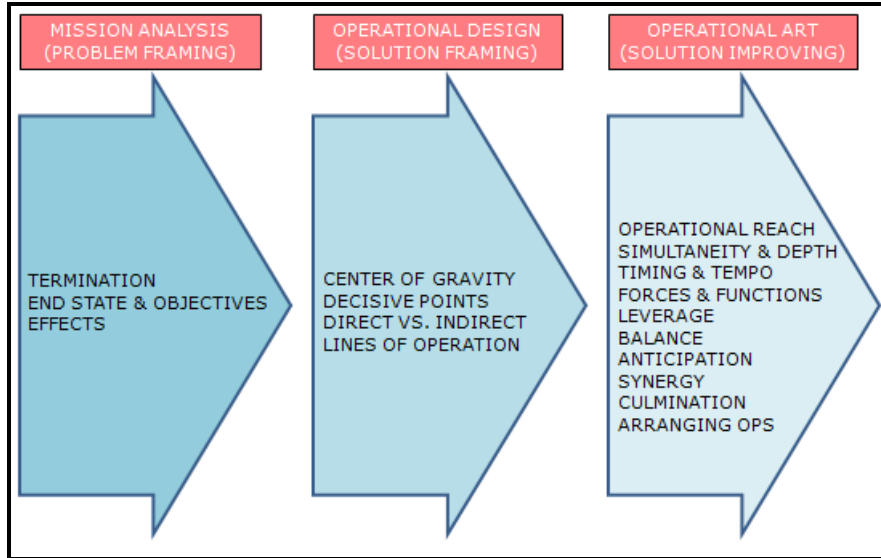 MISSION ANALYSIS
(PROBLEM FRAMING)
TERMINATION
END STATE & OBJECTIVES
EFFECTS
OPERATIONAL DESIGN
(SOLUTION FRAMING)
CENTER OF GRAVITY
DECISIVE POINTS
DIRECT VS. INDIRECT
LINES OF OPERATION
OPERATIONAL ART
(SOLUTION IMPROVING)
OPERATIONAL REACH
SIMULTANEITY & DEPTH
TIMING & TEMPO
FORCES & FUNCTIONS
LEVERAGE
BALANCE
ANTICIPATION
SYNERGY
CULMINATION
ARRANGING OPS